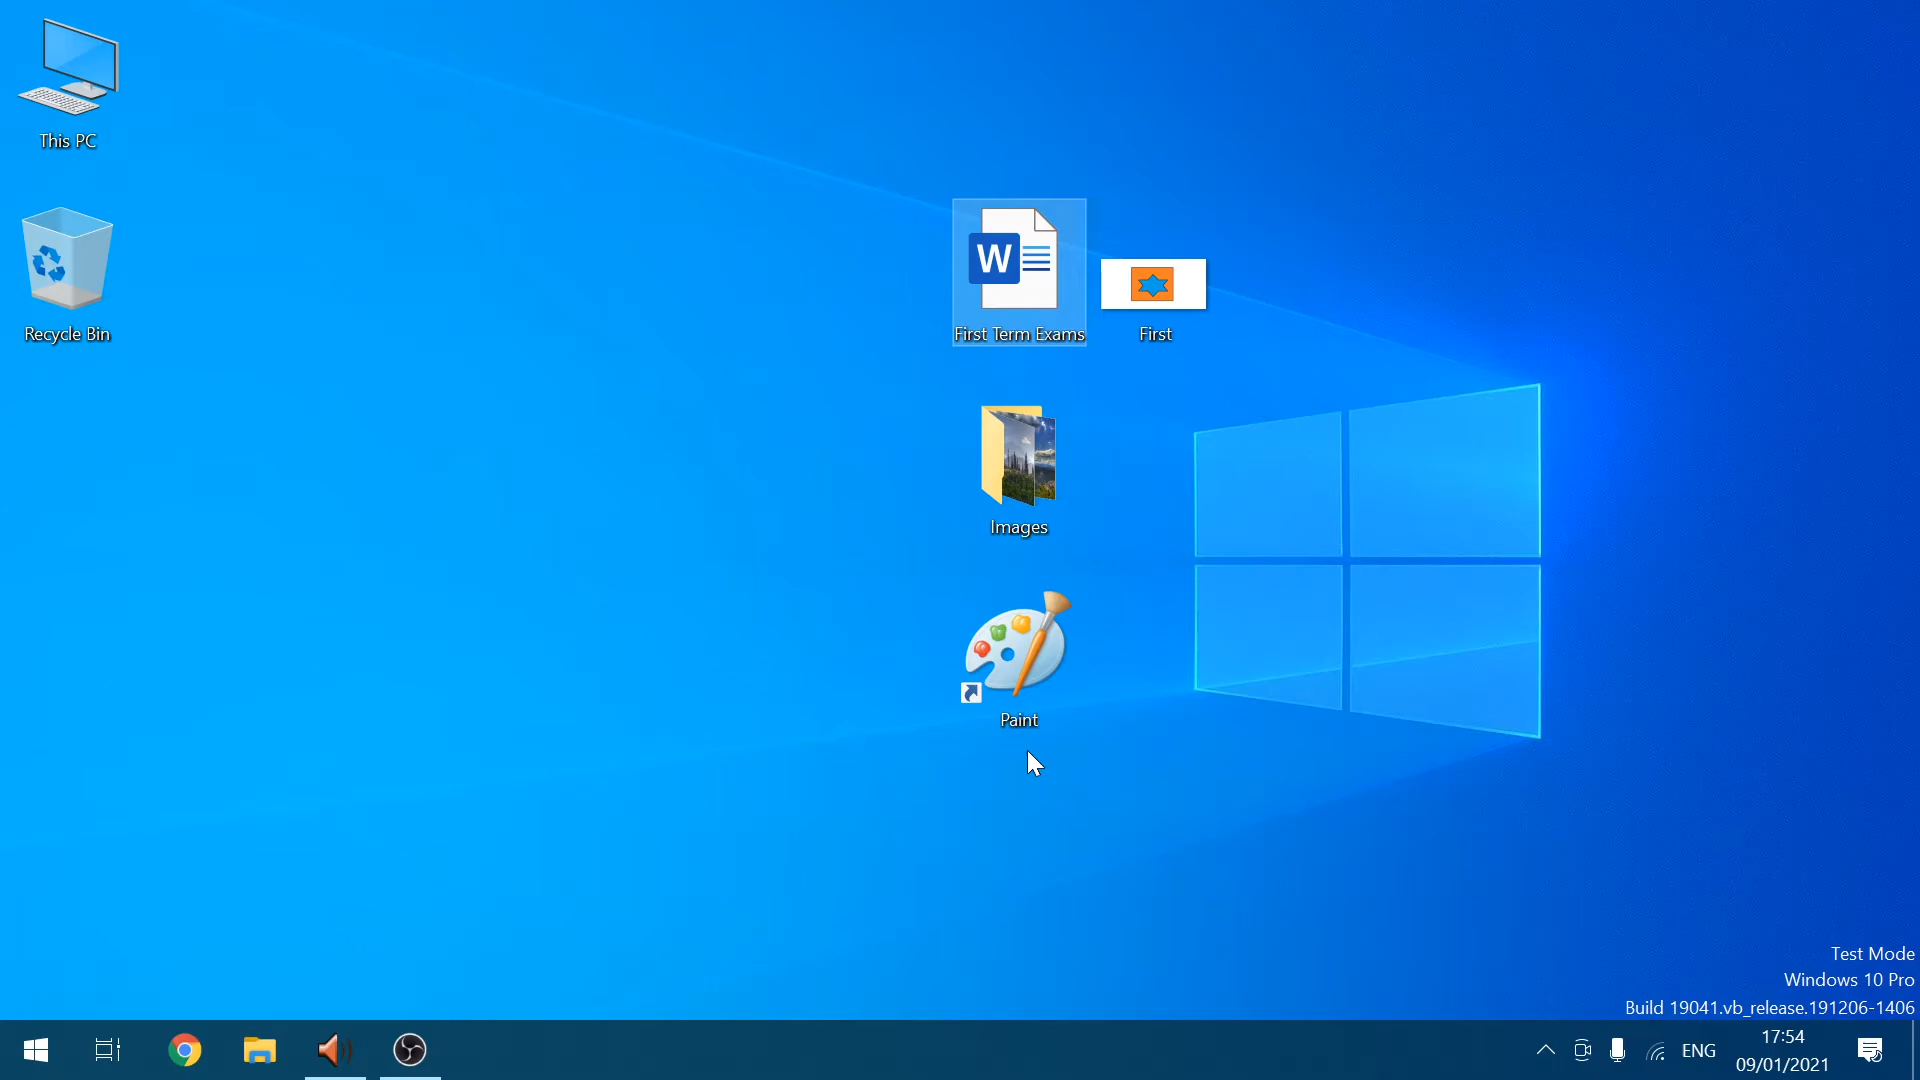 This PC
Recycle Bin
W
First Term Exams
First
Images
Paint
Test Mode
Windows 10 Pro
Build 19041.vb_release.191206-1406
ENG
17:54
09/01/2021